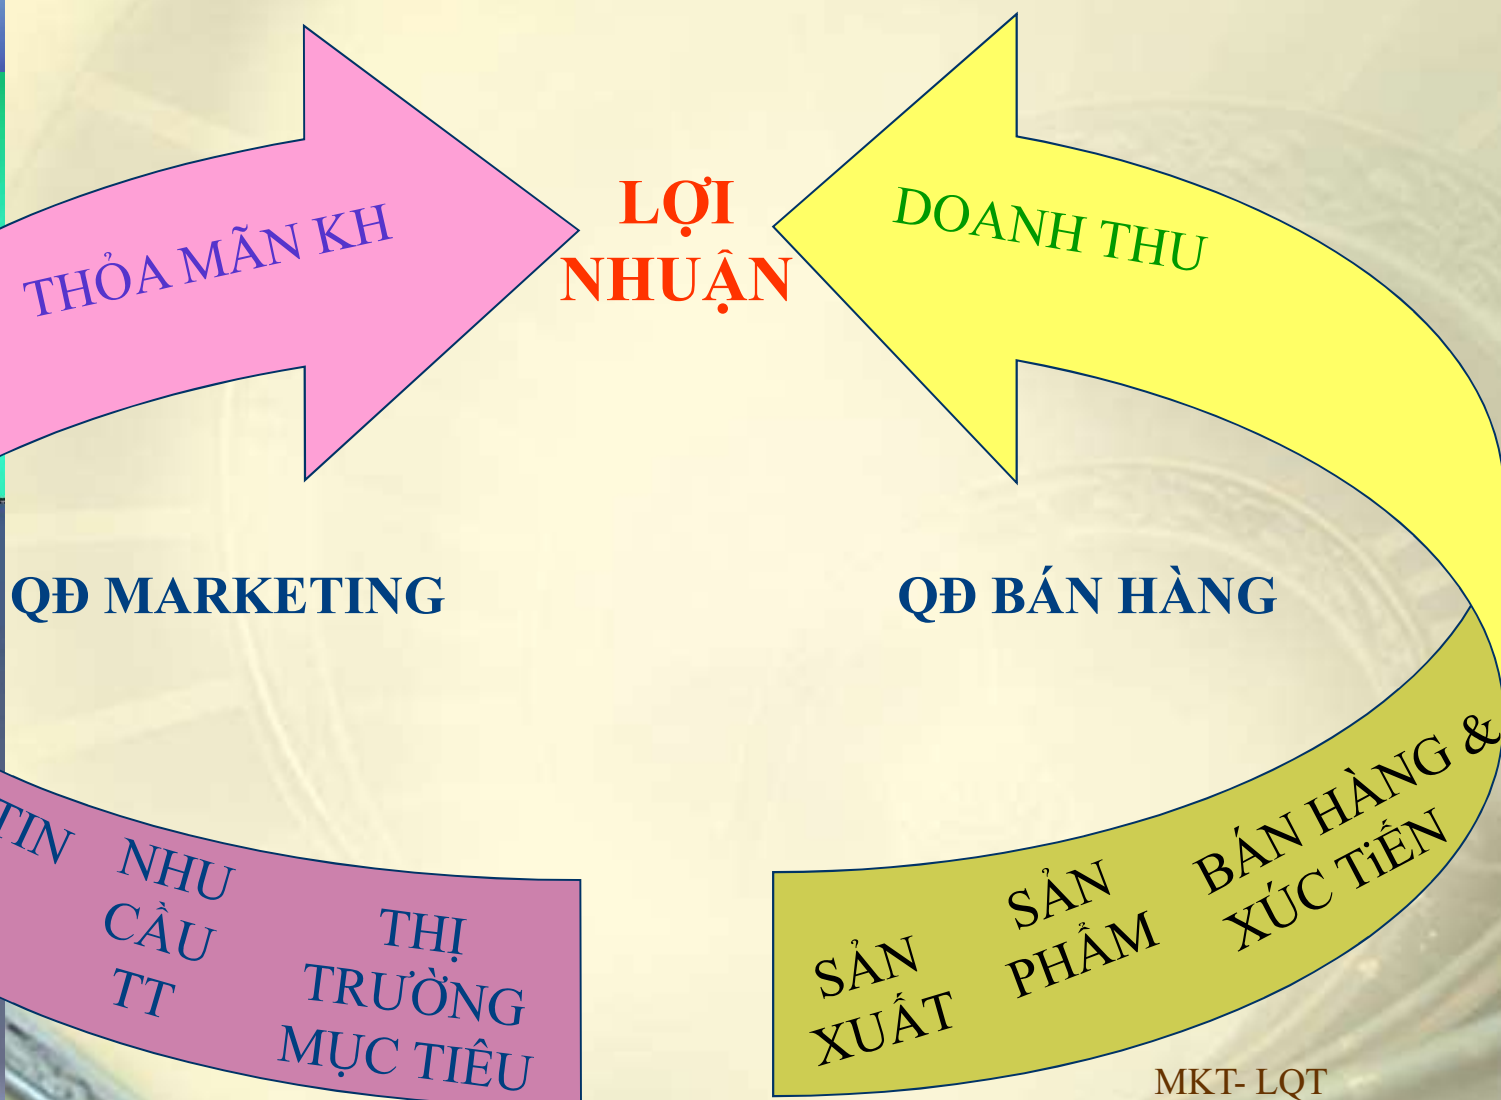 THỎA MÃN KH
LỢI
NHUẬN
DOANH THU
QĐ MARKETING
QĐ BÁN HÀNG
TIN
NHU
CẦU
TT
THỊ
TRƯỜNG
MỤC TIÊU
SẢN
XUẤT
SẢN
PHẨM
BÁN HÀNG &
XÚC TiẾN
MKT- LQT